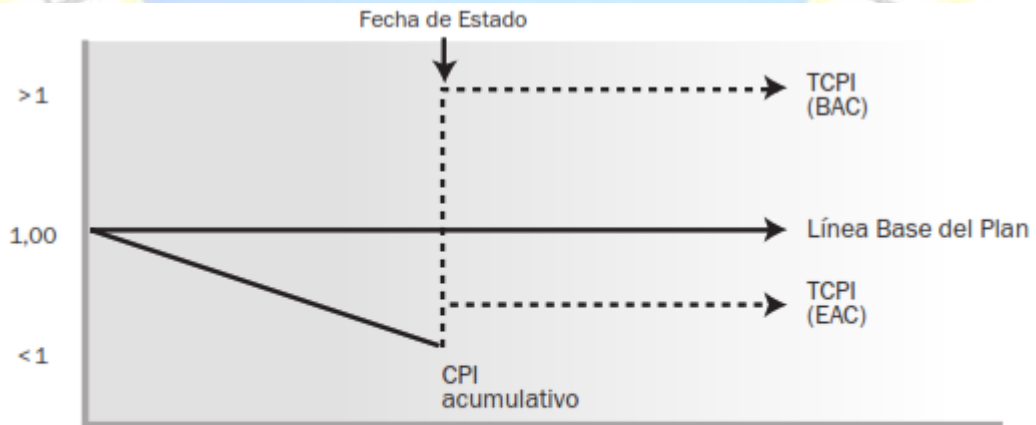 Fecha de Estado
>1
TCPI
(BAC)
1,00
Línea Base del Plan
TCPI
(EAC)
<1
CPI
acumulativo